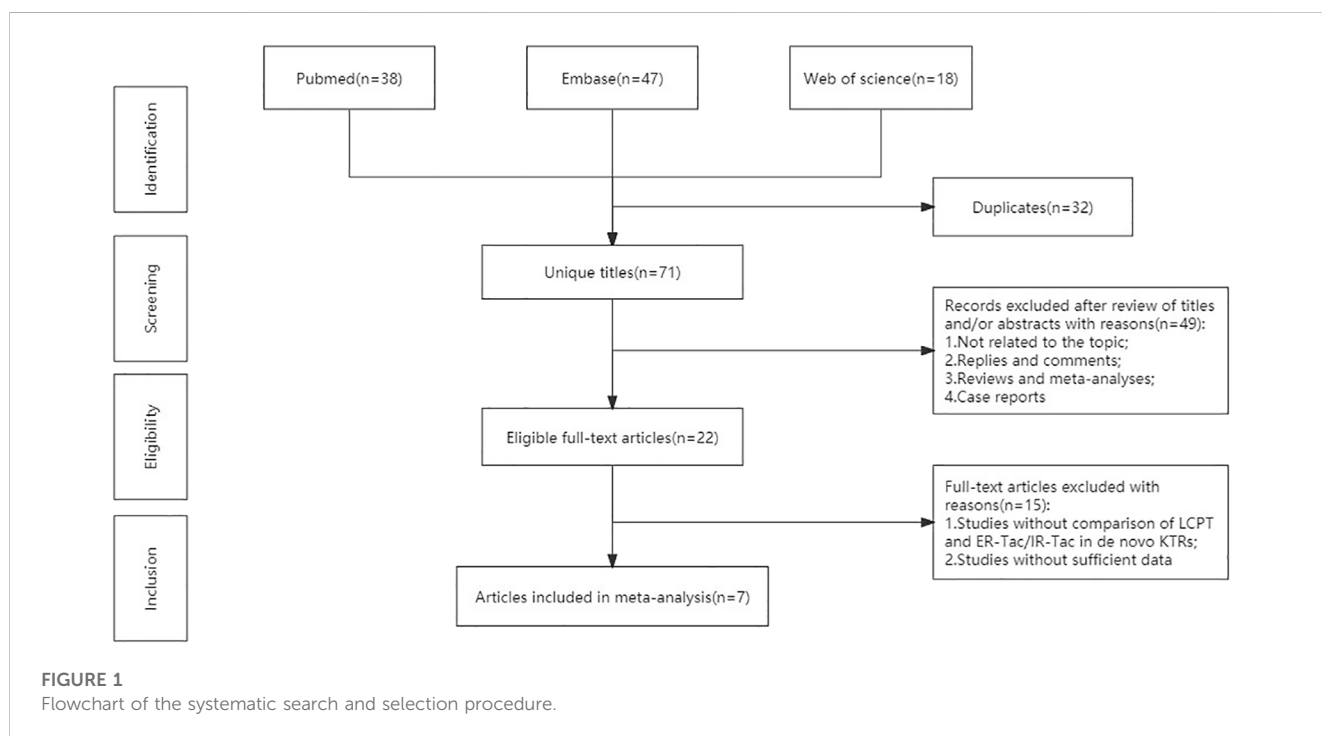 Pubmed(n=38)
Embase(n=47)
Web of science(n=18)
Identification
Duplicates(n=32)
Screening
Unique titles(n=71)
Records excluded after review of titles
and/or abstracts with reasons(n=49):
1.Not related to the topic;
2.Replies and comments;
3.Reviews and meta-analyses;
4.Case reports
Eligibility
Eligible full-text articles(n=22)
Full-text articles excluded with
reasons(n=15):
1.Studies without comparison of LCPT
and ER-Tac/IR-Tac in de novo KTRs;
2.Studies without sufficient data
Inclusion
Articles included in meta-analysis(n=7)
FIGURE 1
Flowchart of the systematic search and selection procedure.